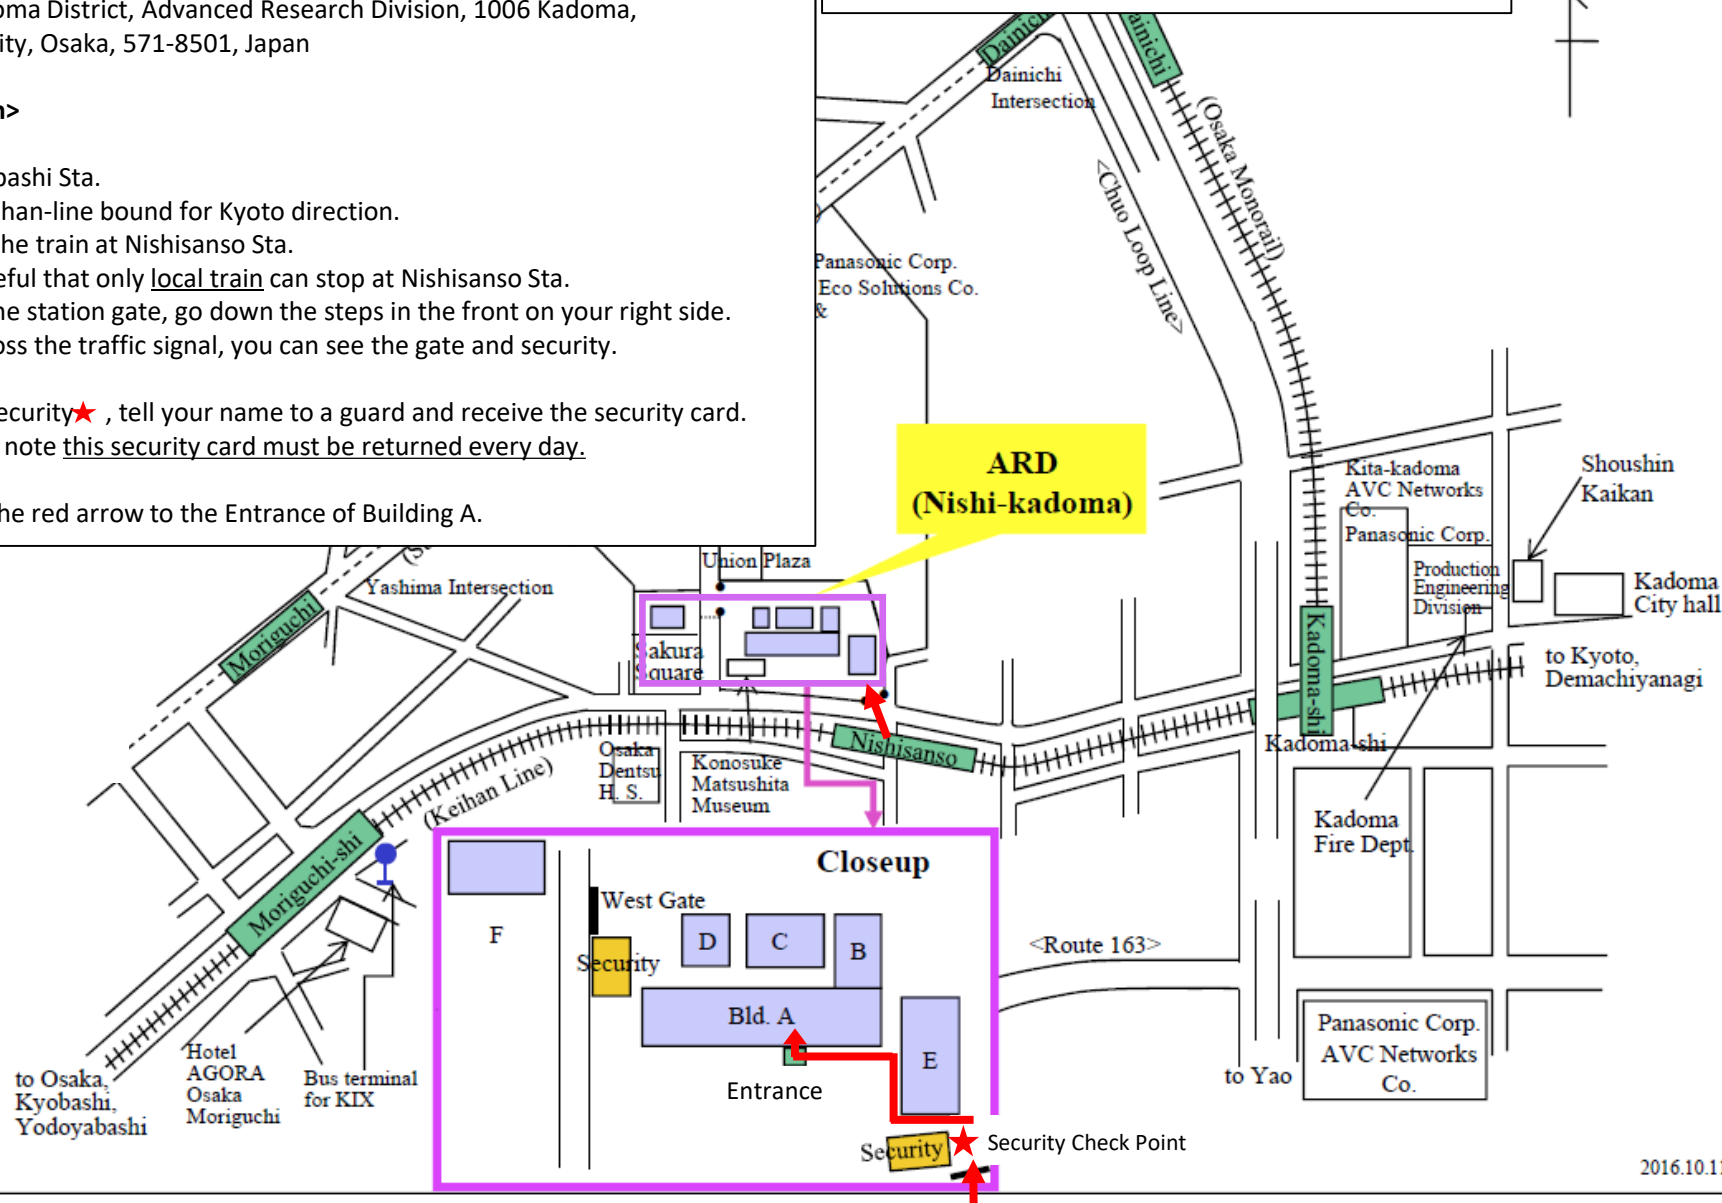 oma District, Advanced Research Division, 1006 Kadoma,
ity, Osaka, 571-8501, Japan
n>
bashi Sta.
han-line bound for Kyoto direction.
he train at Nishisanso Sta.
eful that only local train can stop at Nishisanso Sta.
he station gate, go down the steps in the front on your right side.
oss the traffic signal, you can see the gate and security.
ecurity★ , tell your name to a guard and receive the security card.
note this security card must be returned every day.
he red arrow to the Entrance of Building A.
Dainichi
ainichi
Dainichi
Intersection
(Osaka Monorail)
<Chuo Loop Line>
Panasonic Corp.
Eco Solutions Co.
&
ARD
(Nishi-kadoma)
Kita-kadoma
AVC Networks
Co.
Panasonic Corp.
Shoushin
Kaikan
Production
Engineering
Division
Kadoma
City hall
Union Plaza
Yashima Intersection
Moriguchi
Sakura
Square
Kadoma-shi
to Kyoto,
Demachiyanagi
Nishisanso
Kadoma-shi
Osaka
Dentsu
H. S.
Konosuke
Matsushita
Museum
(Keihan Line)
Kadoma
Fire Dept.
Moriguchi-shi
Closeup
West Gate
F
D
C
B
Security
<Route 163>
Bld. A
E
Entrance
Panasonic Corp.
AVC Networks
Co.
to Yao
Hotel
AGORA
Osaka
Moriguchi
Bus terminal
for KIX
to Osaka,
Kyobashi,
Yodoyabashi
Security
Security Check Point
2016.10.11